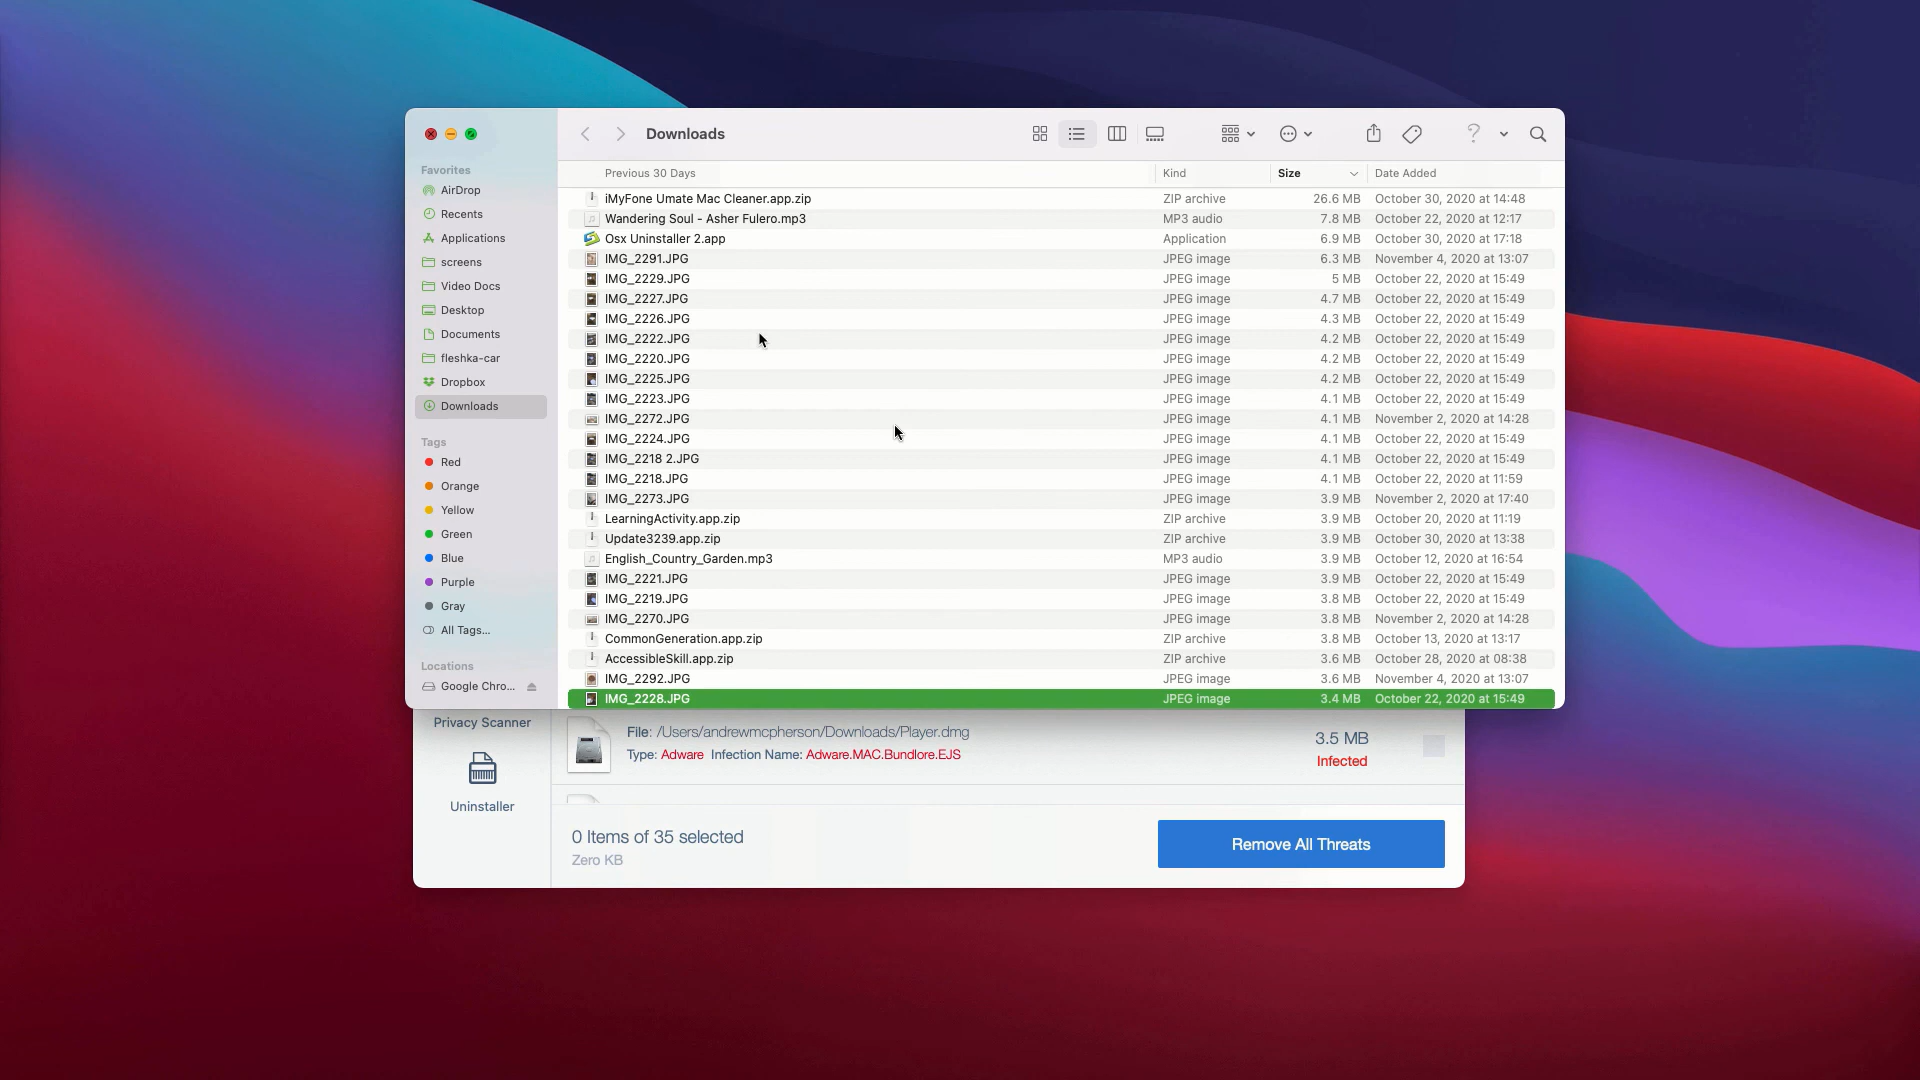 Downloads
Favorites
AirDrop
Recents
Applications
screens
Video Docs
Desktop
Documents
fleshka-car
Dropbox
Downloads
Tags
Red
Orange
Yellow
Green
Blue
Purple
Gray
All Tags...
Locations
Google Chro...
Previous 30 Days Kind Size Date Added
iMyFone Umate Mac Cleaner.app.zip ZIP archive 26.6 MB October 30, 2020 at 14:48
Wandering Soul - Asher Fulero.mp3 MP3 audio 7.8 MB October 22, 2020 at 12:17
Osx Uninstaller 2.app Application 6.9 MB October 30, 2020 at 17:18
IMG_2291.JPG JPEG image 6.3 MB November 4, 2020 at 13:07
IMG_2229.JPG JPEG image 5 MB October 22, 2020 at 15:49
IMG_2227.JPG JPEG image 4.7 MB October 22, 2020 at 15:49
IMG_2226.JPG JPEG image 4.3 MB October 22, 2020 at 15:49
IMG_2222.JPG JPEG image 4.2 MB October 22, 2020 at 15:49
IMG_2220.JPG JPEG image 4.2 MB October 22, 2020 at 15:49
IMG_2225.JPG JPEG image 4.2 MB October 22, 2020 at 15:49
IMG_2223.JPG JPEG image 4.1 MB October 22, 2020 at 15:49
IMG_2272.JPG JPEG image 4.1 MB November 2, 2020 at 14:28
IMG_2224.JPG JPEG image 4.1 MB October 22, 2020 at 15:49
IMG_2218 2.JPG JPEG image 4.1 MB October 22, 2020 at 15:49
IMG_2218.JPG JPEG image 4.1 MB October 22, 2020 at 11:59
IMG_2273.JPG JPEG image 3.9 MB November 2, 2020 at 17:40
LearningActivity.app.zip ZIP archive 3.9 MB October 20, 2020 at 11:19
Update3239.app.zip ZIP archive 3.9 MB October 30, 2020 at 13:38
English_Country_Garden.mp3 MP3 audio 3.9 MB October 12, 2020 at 16:54
IMG_2221.JPG JPEG image 3.9 MB October 22, 2020 at 15:49
IMG_2219.JPG JPEG image 3.8 MB October 22, 2020 at 15:49
IMG_2270.JPG JPEG image 3.8 MB November 2, 2020 at 14:28
CommonGeneration.app.zip ZIP archive 3.8 MB October 13, 2020 at 13:17
AccessibleSkill.app.zip ZIP archive 3.6 MB October 28, 2020 at 08:38
IMG_2292.JPG JPEG image 3.6 MB November 4, 2020 at 13:07
IMG_2228.JPG JPEG image 3.4 MB October 22, 2020 at 15:49
Privacy Scanner
Uninstaller
File: /Users/andrewmcpherson/Downloads/Player.dmg
Type: Adware Infection Name: Adware.MAC.Bundlore.EJS
3.5 MB
Infected
0 Items of 35 selected
Zero KB
Remove All Threats